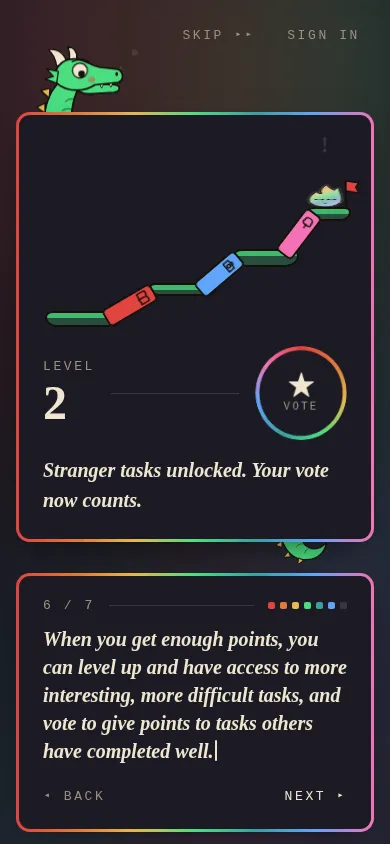 SKIP ▸▸ SIGN IN
!
LEVEL
2
VOTE
Stranger tasks unlocked. Your vote
now counts.
6 / 7
When you get enough points, you
can level up and have access to more
interesting, more difficult tasks, and
vote to give points to tasks others
have completed well.
◂ BACK
NEXT ▸